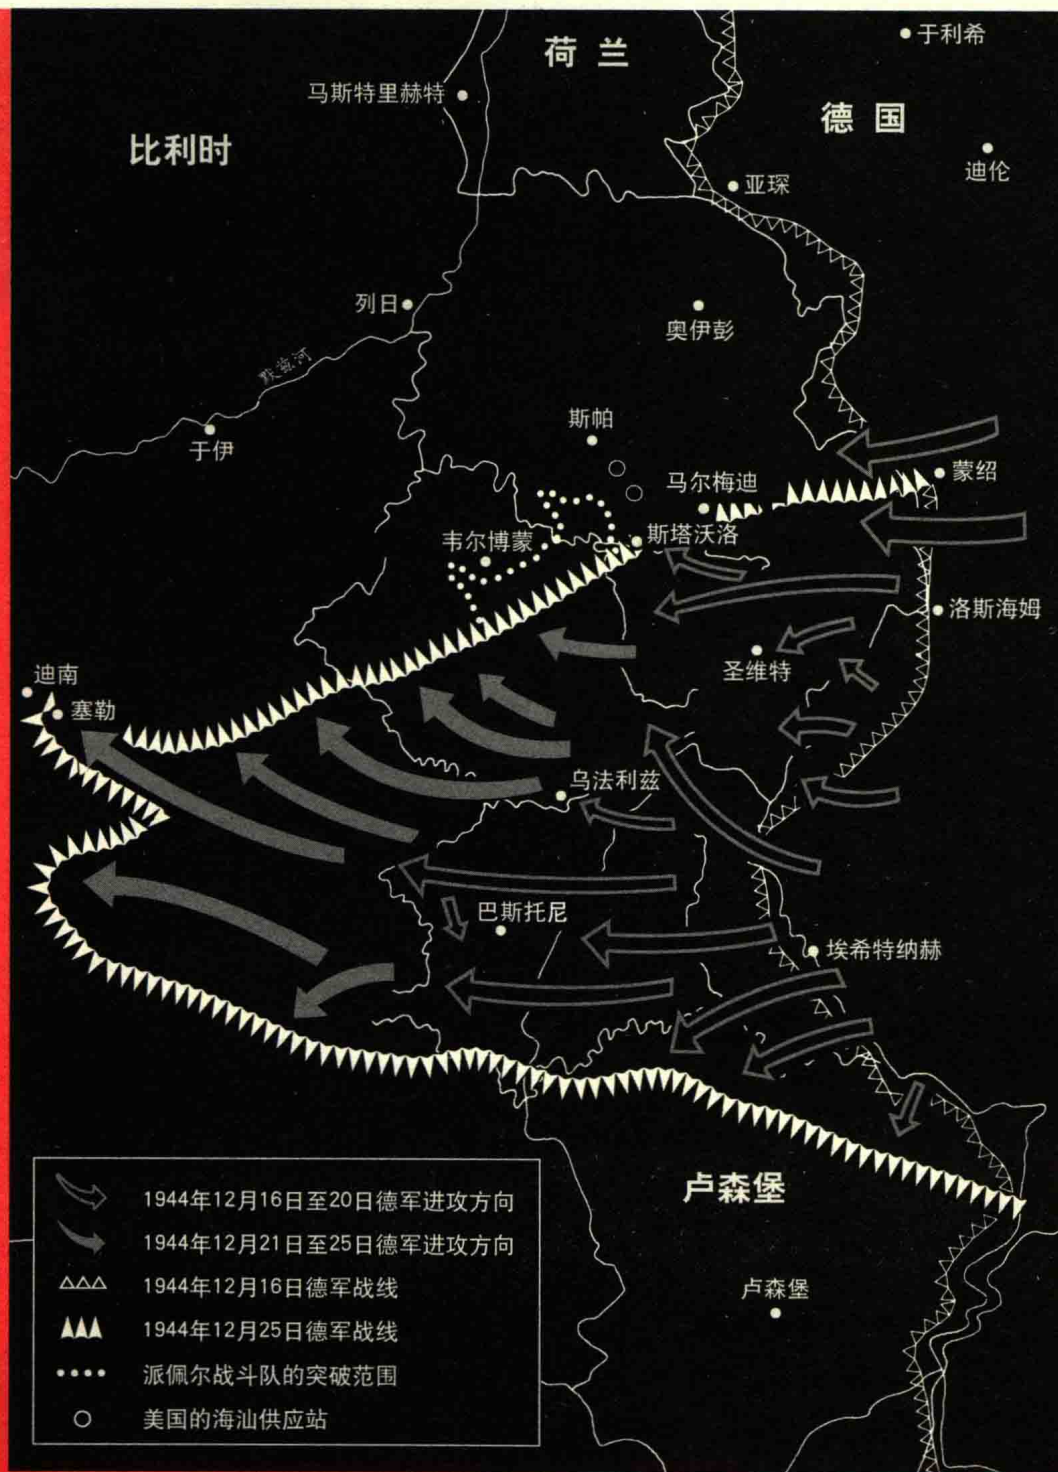 荷兰
于利希
马斯特里赫特
德国
比利时
迪伦
亚琛
列日
奥伊彭
默兹河
斯帕
于伊
蒙绍
马尔梅迪
韦尔博蒙
斯塔沃洛
洛斯海姆
圣维特
迪南
塞勒
乌法利兹
巴斯托尼
埃希特纳赫
卢森堡
卢森堡
1944年12月16日至20日德军进攻方向
1944年12月21日至25日德军进攻方向
1944年12月16日德军战线
1944年12月25日德军战线
派佩尔战斗队的突破范围
美国的海汕供应站